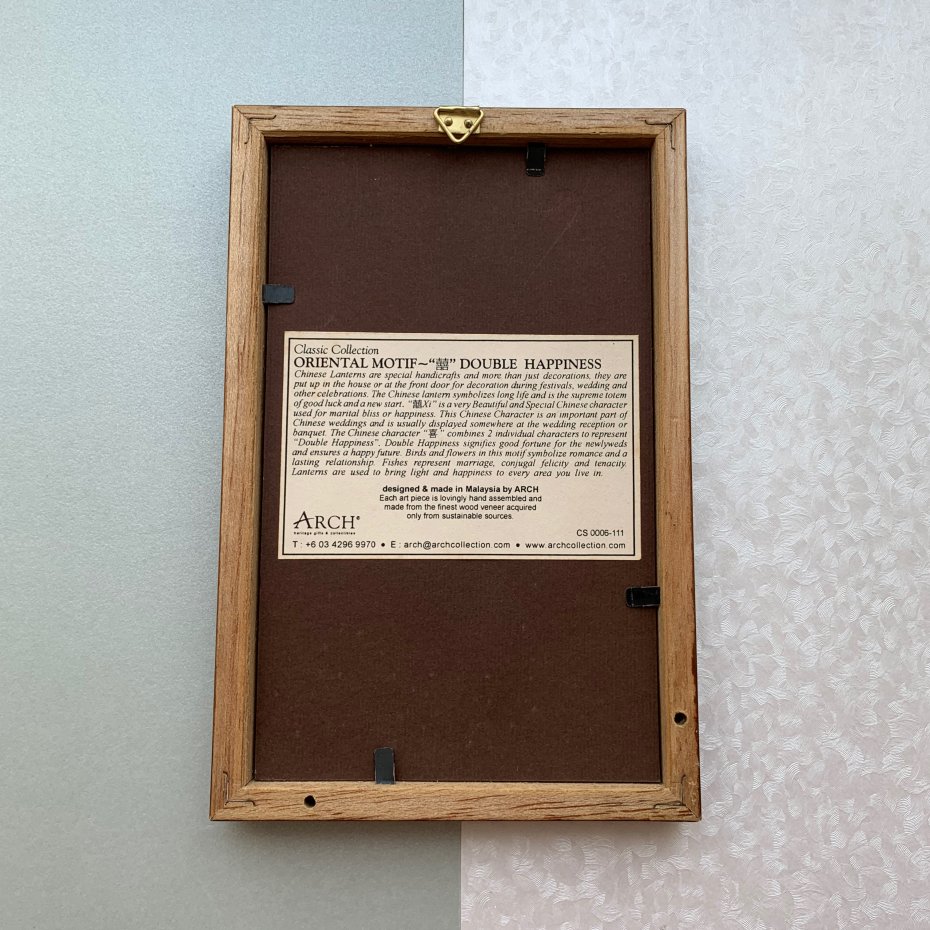 Classic Collection
ORIENTAL MOTIF~“囍” DOUBLE HAPPINESS
Chinese Lanterns are special handicrafts and more than just decorations, they are
put up in the house or at the front door for decoration during festivals, wedding and
other celebrations. The Chinese lantern symbolizes long life and is the supreme totem
of good luck and a new start. “囍Xi” is a very Beautiful and Special Chinese character
used for marital bliss or happiness. This Chinese Character is an important part of
Chinese weddings and is usually displayed somewhere at the wedding reception or
banquet. The Chinese character “喜” combines 2 individual characters to represent
“Double Happiness”. Double Happiness signifies good fortune for the newlyweds
and ensures a happy future. Birds and flowers in this motif symbolize romance and a
lasting relationship. Fishes represent marriage, conjugal felicity and tenacity.
Lanterns are used to bring light and happiness to every area you live in.
designed & made in Malaysia by ARCH
Each art piece is lovingly hand assembled and
made from the finest wood veneer acquired
only from sustainable sources.
ARCH®
heritage gifts & collectibles
CS 0006-111
T : +6 03 4296 9970 • E : arch@archcollection.com • www.archcollection.com